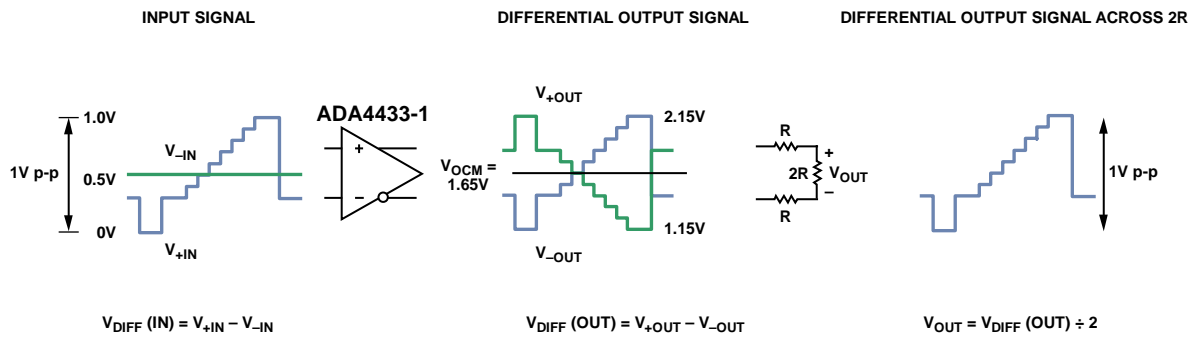 INPUT SIGNAL
DIFFERENTIAL OUTPUT SIGNAL
DIFFERENTIAL OUTPUT SIGNAL ACROSS 2R
1.0V
V–IN
1V p-p
0.5V
0V
V+IN
ADA4433-1
+
–
V+OUT
2.15V
VOCM =
1.65V
1.15V
V–OUT
R
+
2R
VOUT
–
R
1V p-p
VDIFF (IN) = V+IN – V–IN
VDIFF (OUT) = V+OUT – V–OUT
VOUT = VDIFF (OUT) ÷ 2